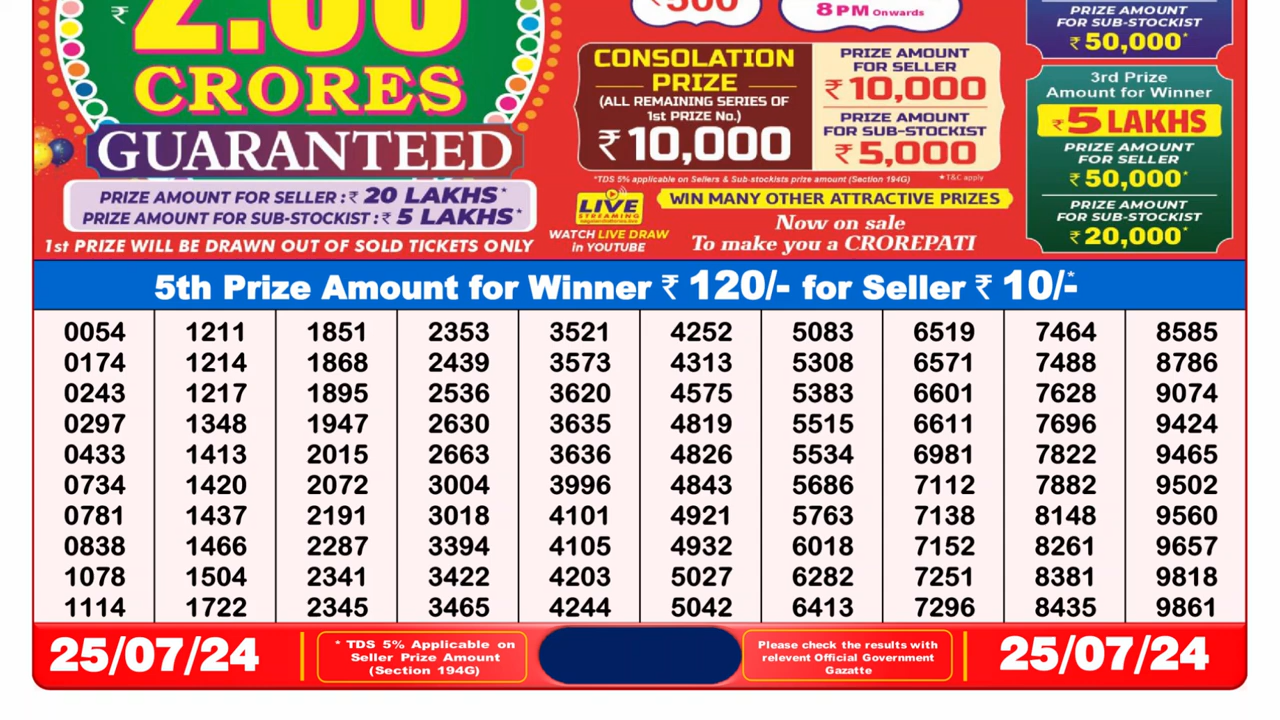 ₹ 2.00
CRORES
GUARANTEED
PRIZE AMOUNT FOR SELLER : ₹ 20 LAKHS*
PRIZE AMOUNT FOR SUB-STOCKIST : ₹ 5 LAKHS*
1st PRIZE WILL BE DRAWN OUT OF SOLD TICKETS ONLY
₹500
8 PM Onwards
CONSOLATION
PRIZE
(ALL REMAINING SERIES OF
1st PRIZE No.)
₹ 10,000
PRIZE AMOUNT
FOR SELLER
₹ 10,000
PRIZE AMOUNT
FOR SUB-STOCKIST
₹ 5,000
*TDS 5% applicable on Sellers & Sub-stockists prize amount (Section 194G)
★T&C apply
LIVE
STREAMING
WATCH LIVE DRAW
in YOUTUBE
WIN MANY OTHER ATTRACTIVE PRIZES
Now on sale
To make you a CROREPATI
PRIZE AMOUNT
FOR SUB-STOCKIST
₹ 50,000*
3rd Prize
Amount for Winner
₹ 5 LAKHS
PRIZE AMOUNT
FOR SELLER
₹ 50,000*
PRIZE AMOUNT
FOR SUB-STOCKIST
₹ 20,000*
5th Prize Amount for Winner ₹ 120/- for Seller ₹ 10/-*
0054 1211 1851 2353 3521 4252 5083 6519 7464 8585
0174 1214 1868 2439 3573 4313 5308 6571 7488 8786
0243 1217 1895 2536 3620 4575 5383 6601 7628 9074
0297 1348 1947 2630 3635 4819 5515 6611 7696 9424
0433 1413 2015 2663 3636 4826 5534 6981 7822 9465
0734 1420 2072 3004 3996 4843 5686 7112 7882 9502
0781 1437 2191 3018 4101 4921 5763 7138 8148 9560
0838 1466 2287 3394 4105 4932 6018 7152 8261 9657
1078 1504 2341 3422 4203 5027 6282 7251 8381 9818
1114 1722 2345 3465 4244 5042 6413 7296 8435 9861
25/07/24
* TDS 5% Applicable on
Seller Prize Amount
(Section 194G)
Please check the results with
relevent Official Government
Gazatte
25/07/24